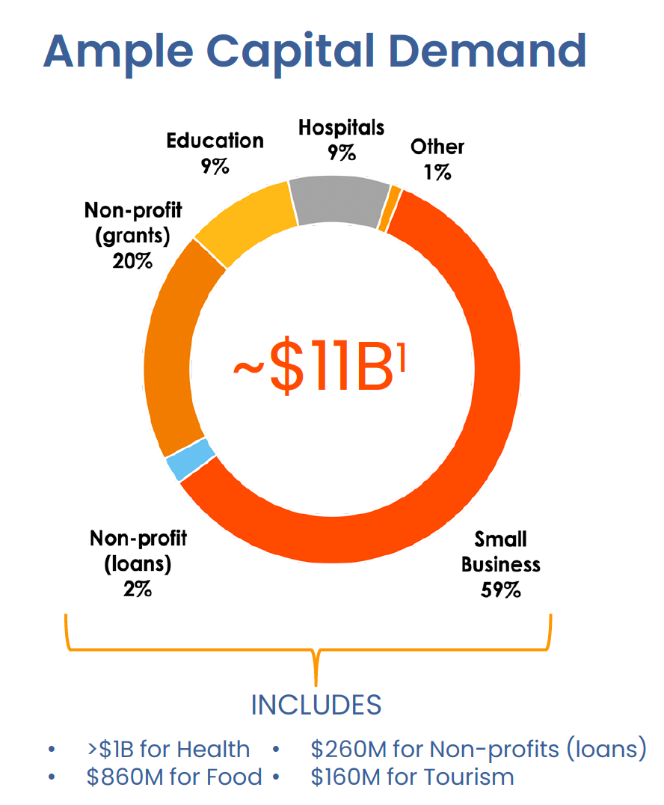 Ample Capital Demand
Hospitals
9%
Education
9%
Other
1%
Non-profit
(grants)
20%
~$11B¹
Non-profit
(loans)
2%
Small
Business
59%
INCLUDES
• >$1B for Health
• $260M for Non-profits (loans)
• $860M for Food
• $160M for Tourism